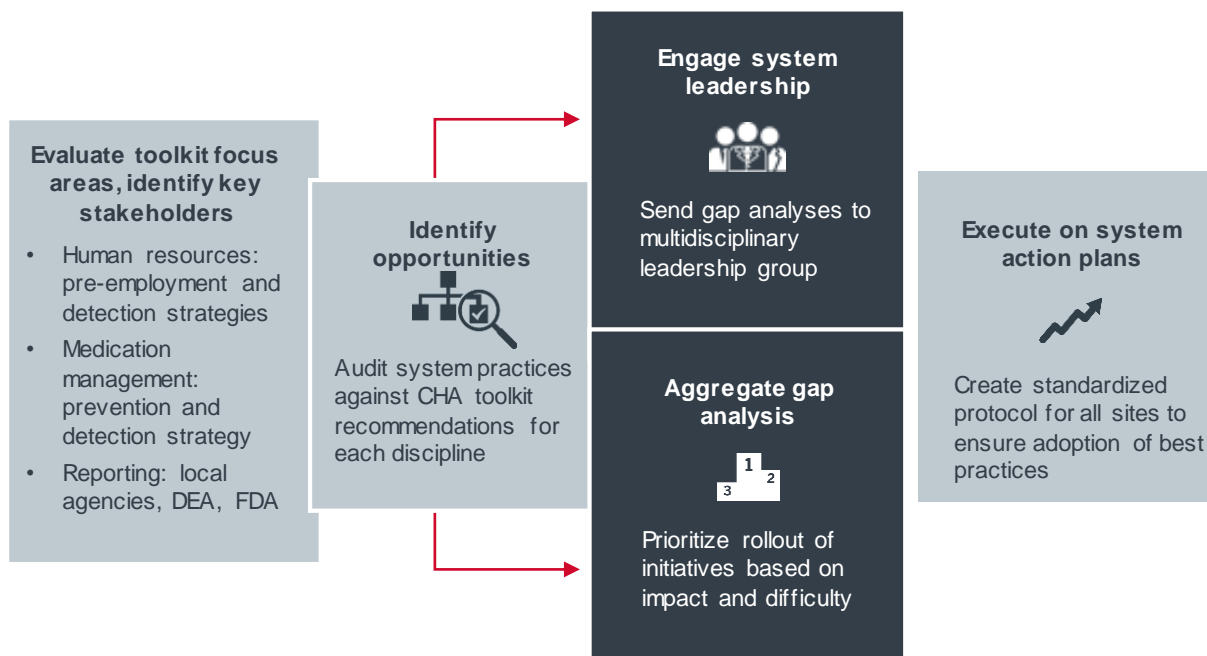 Evaluate toolkit focus
areas, identify key
stakeholders
• Human resources:
pre-employment and
detection strategies
• Medication
management:
prevention and
detection strategy
• Reporting: local
agencies, DEA, FDA
Identify
opportunities
Audit system practices
against CHA toolkit
recommendations for
each discipline
Engage system
leadership
Send gap analyses to
multidisciplinary
leadership group
Aggregate gap
analysis
1
2
3
Prioritize rollout of
initiatives based on
impact and difficulty
Execute on system
action plans
Create standardized
protocol for all sites to
ensure adoption of best
practices